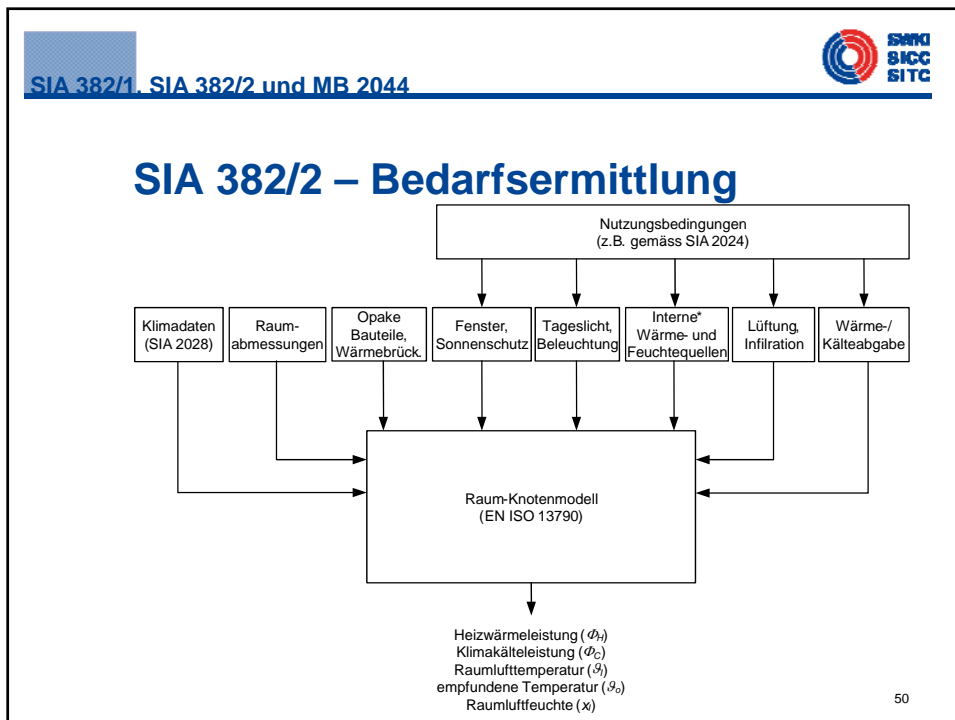 SIA 382/1, SIA 382/2 und MB 2044
SWKI
SICC
SITC
SIA 382/2 – Bedarfsermittlung
Nutzungsbedingungen
(z.B. gemäss SIA 2024)
Klimadaten
(SIA 2028)
Raum-
abmessungen
Opake
Bauteile,
Wärmebrück.
Fenster,
Sonnenschutz
Tageslicht,
Beleuchtung
Interne*
Wärme- und
Feuchtequellen
Lüftung,
Infilration
Wärme-/
Kälteabgabe
Raum-Knotenmodell
(EN ISO 13790)
Heizwärmeleistung (ΦH)
Klimakälteleistung (ΦC)
Raumlufttemperatur (ϑi)
empfundene Temperatur (ϑo)
Raumluftfeuchte (xi)
50